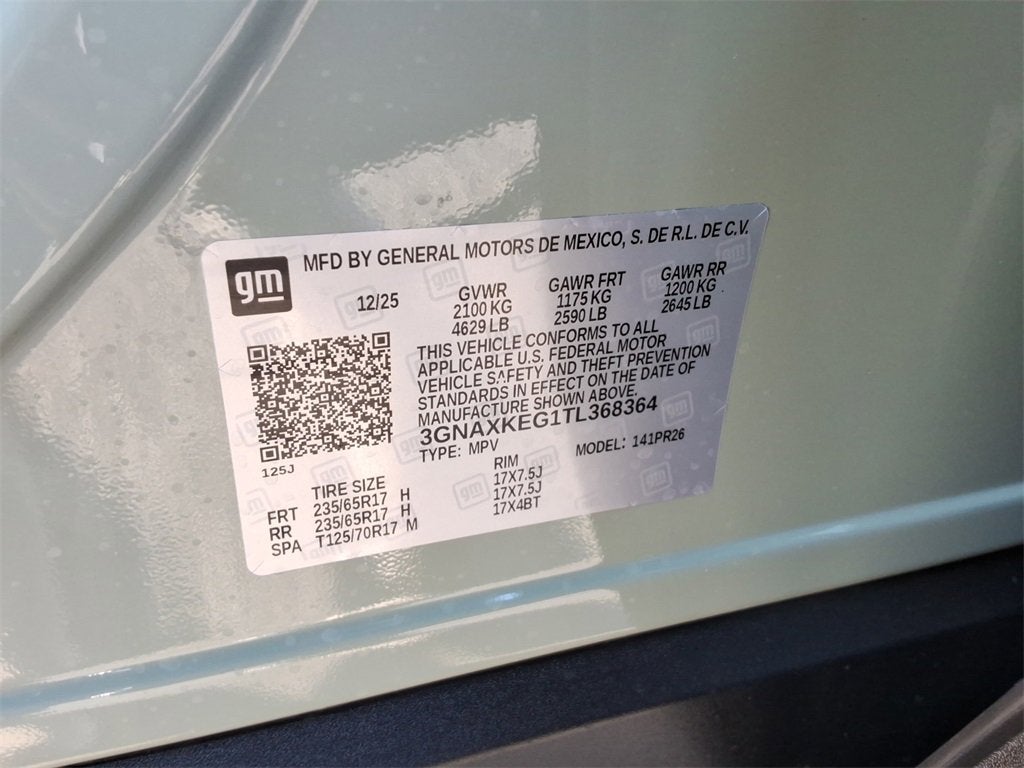 gm
MFD BY GENERAL MOTORS DE MEXICO, S. DE R.L. DE C.V.
12/25
GVWR
2100 KG
4629 LB
GAWR FRT
1175 KG
2590 LB
GAWR RR
1200 KG
2645 LB
THIS VEHICLE CONFORMS TO ALL
APPLICABLE U.S. FEDERAL MOTOR
VEHICLE SAFETY AND THEFT PREVENTION
STANDARDS IN EFFECT ON THE DATE OF
MANUFACTURE SHOWN ABOVE.
3GNAXKEG1TL368364
TYPE: MPV MODEL: 141PR26
125J
TIRE SIZE RIM
FRT 235/65R17 H 17X7.5J
RR 235/65R17 H 17X7.5J
SPA T125/70R17 M 17X4BT